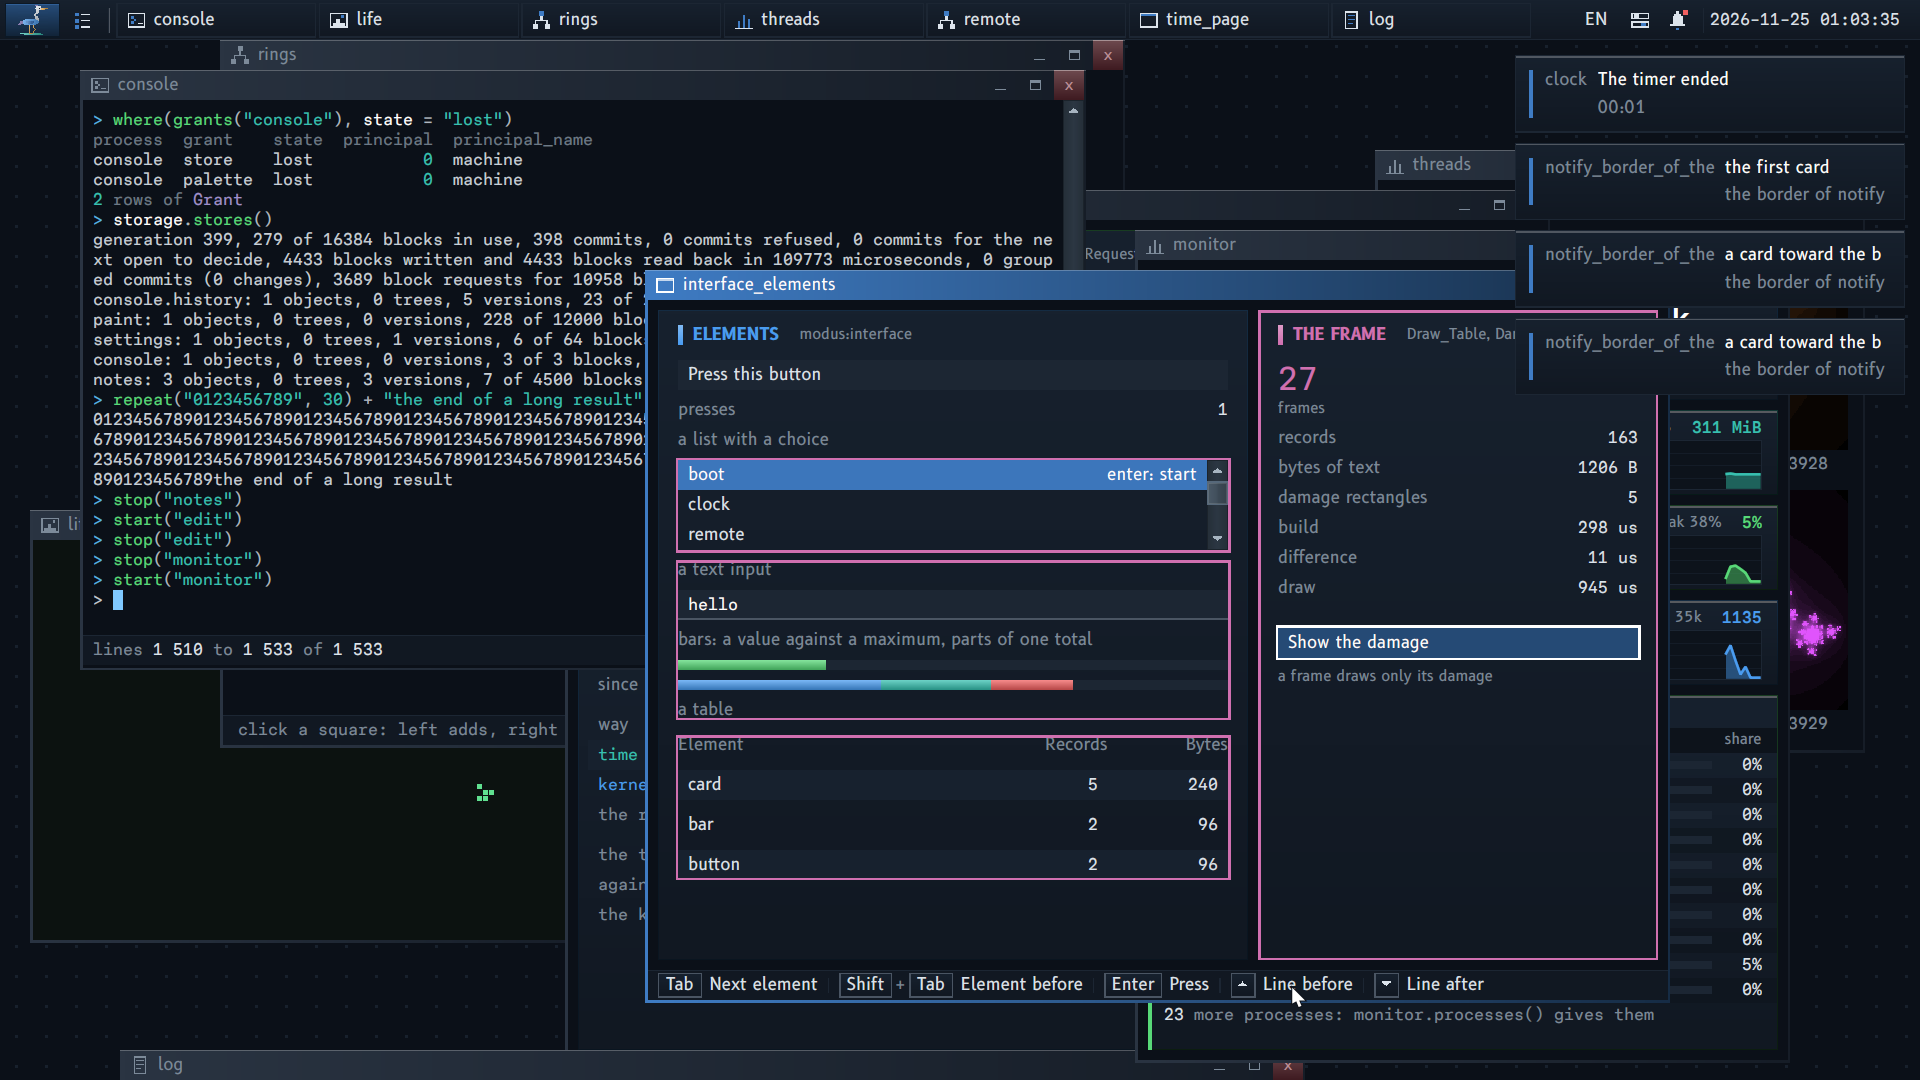 console
life
rings
threads
remote
time_page
log
EN
2026-11-25 01:03:35
rings
x
console
x
> where(grants("console"), state = "lost")
process grant state principal principal_name
console store lost 0 machine
console palette lost 0 machine
2 rows of Grant
> storage.stores()
generation 399, 279 of 16384 blocks in use, 398 commits, 0 commits refused, 0 commits for the ne
xt open to decide, 4433 blocks written and 4433 blocks read back in 109773 microseconds, 0 group
ed commits (0 changes), 3689 block requests for 10958 b
console.history: 1 objects, 0 trees, 5 versions, 23 of
paint: 1 objects, 0 trees, 0 versions, 228 of 12000 blo
settings: 1 objects, 0 trees, 1 versions, 6 of 64 block
console: 1 objects, 0 trees, 0 versions, 3 of 3 blocks,
notes: 3 objects, 0 trees, 3 versions, 7 of 4500 blocks
> repeat("0123456789", 30) + "the end of a long result"
0123456789012345678901234567890123456789012345678901234
6789012345678901234567890123456789012345678901234567890
2345678901234567890123456789012345678901234567890123456
890123456789the end of a long result
> stop("notes")
> start("edit")
> stop("edit")
> stop("monitor")
> start("monitor")
>
lines 1 510 to 1 533 of 1 533
click a square: left adds, right
li
since
way
time
kerne
the r
the t
again
the k
log
x
threads
Reques
monitor
interface_elements
ELEMENTS modus:interface
Press this button
presses 1
a list with a choice
boot enter: start
clock
remote
a text input
hello
bars: a value against a maximum, parts of one total
a table
Element Records Bytes
card 5 240
bar 2 96
button 2 96
THE FRAME Draw_Table, Da
27
frames
records 163
bytes of text 1206 B
damage rectangles 5
build 298 us
difference 11 us
draw 945 us
Show the damage
a frame draws only its damage
Tab Next element Shift + Tab Element before Enter Press Line before Line after
clock The timer ended
00:01
notify_border_of_the the first card
the border of notify
notify_border_of_the a card toward the b
the border of notify
notify_border_of_the a card toward the b
the border of notify
311 MiB
3928
ak 38% 5%
35k 1135
3929
share
0%
0%
0%
0%
0%
0%
0%
0%
5%
0%
23 more processes: monitor.processes() gives them